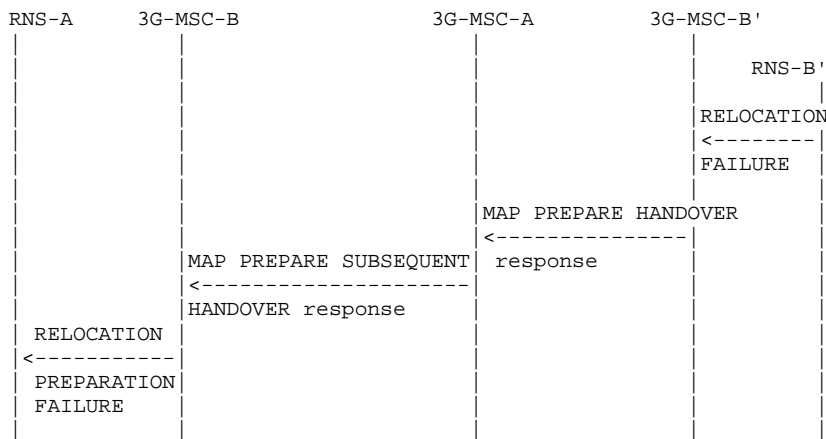 RNS-A 3G-MSC-B 3G-MSC-A 3G-MSC-B'
RNS-B'
RELOCATION
FAILURE
MAP PREPARE HANDOVER
response
MAP PREPARE SUBSEQUENT
HANDOVER response
RELOCATION
PREPARATION
FAILURE